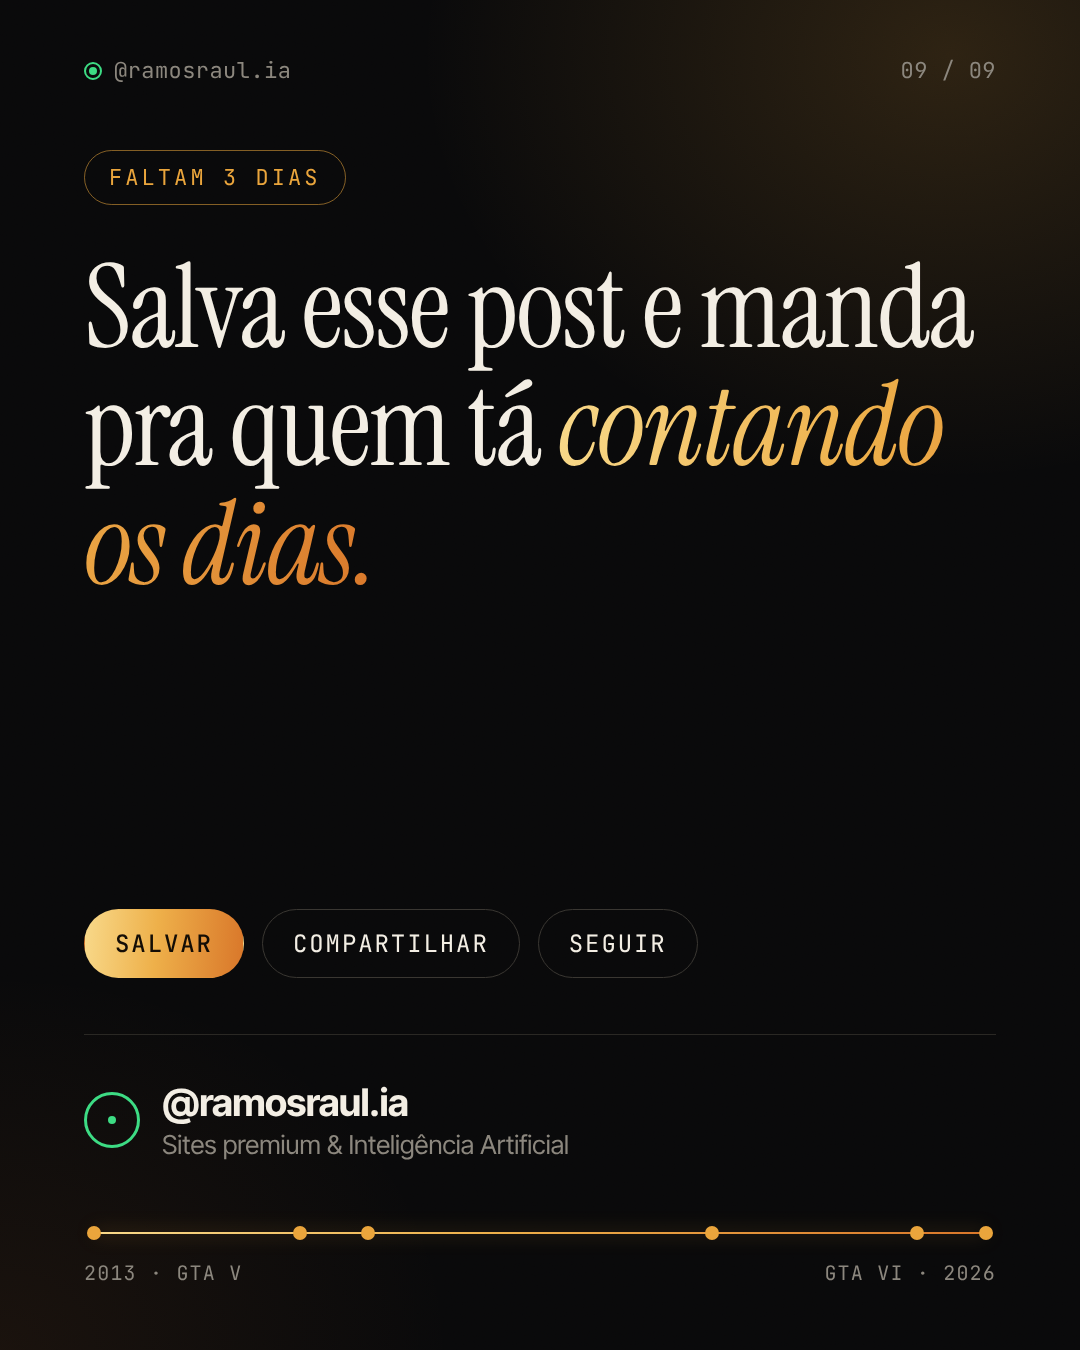 @ramosraul.ia
09 / 09
FALTAM 3 DIAS
Salva esse post e manda
pra quem tá contando
os dias.
SALVAR
COMPARTILHAR
SEGUIR
@ramosraul.ia
Sites premium & Inteligência Artificial
2013 · GTA V
GTA VI · 2026